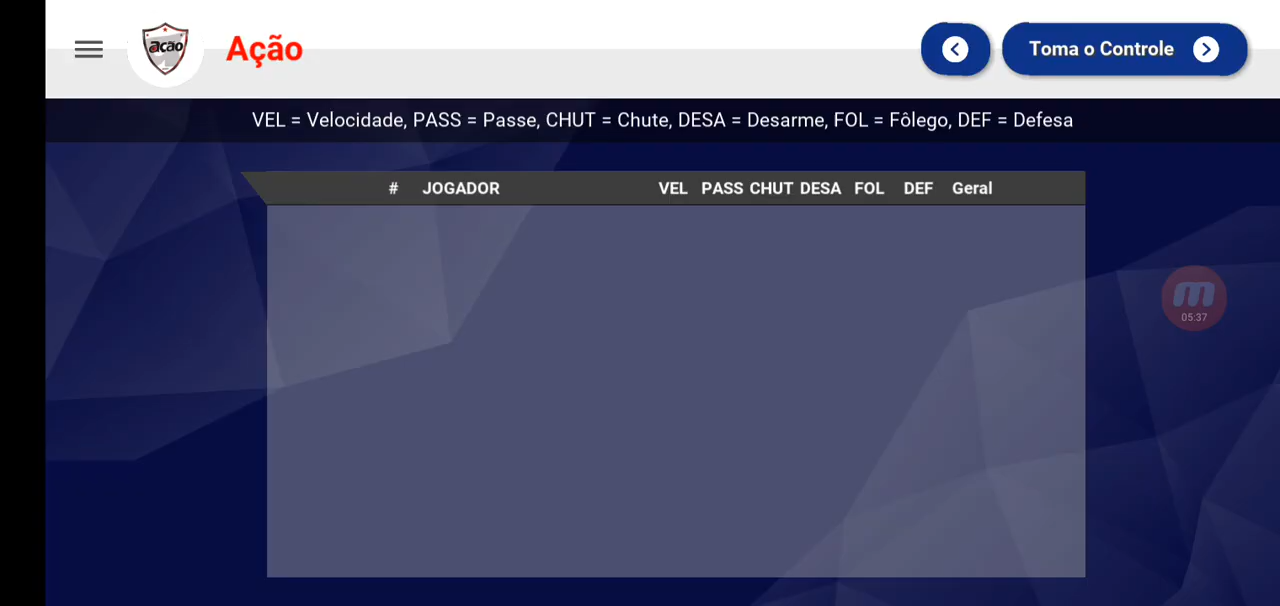 ação
Ação
Toma o Controle
VEL = Velocidade, PASS = Passe, CHUT = Chute, DESA = Desarme, FOL = Fôlego, DEF = Defesa
# JOGADOR VEL PASS CHUT DESA FOL DEF Geral
05:37